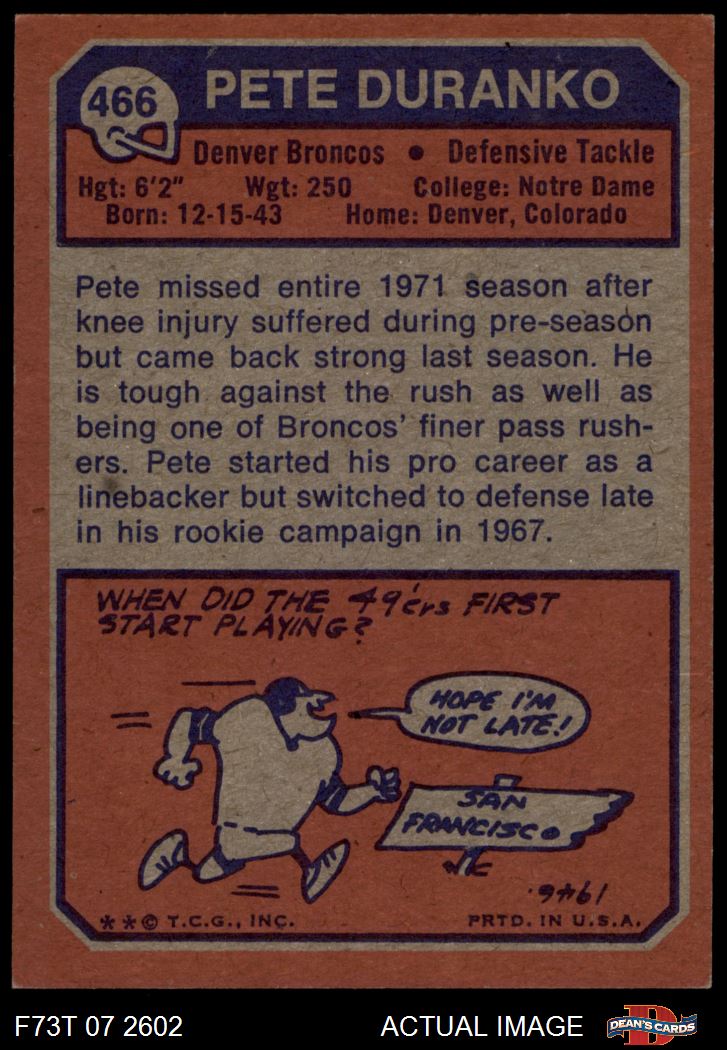 466
PETE DURANKO
Denver Broncos • Defensive Tackle
Hgt: 6'2" Wgt: 250 College: Notre Dame
Born: 12-15-43 Home: Denver, Colorado
Pete missed entire 1971 season after
knee injury suffered during pre-season
but came back strong last season. He
is tough against the rush as well as
being one of Broncos' finer pass rush-
ers. Pete started his pro career as a
linebacker but switched to defense late
in his rookie campaign in 1967.
WHEN DID THE 49'ers FIRST
START PLAYING?
HOPE I'M
NOT LATE!
SAN
FRANCISCO
1946.
**© T.C.G., INC. PRTD. IN U.S.A.
F73T 07 2602 ACTUAL IMAGE DEAN'S CARDS